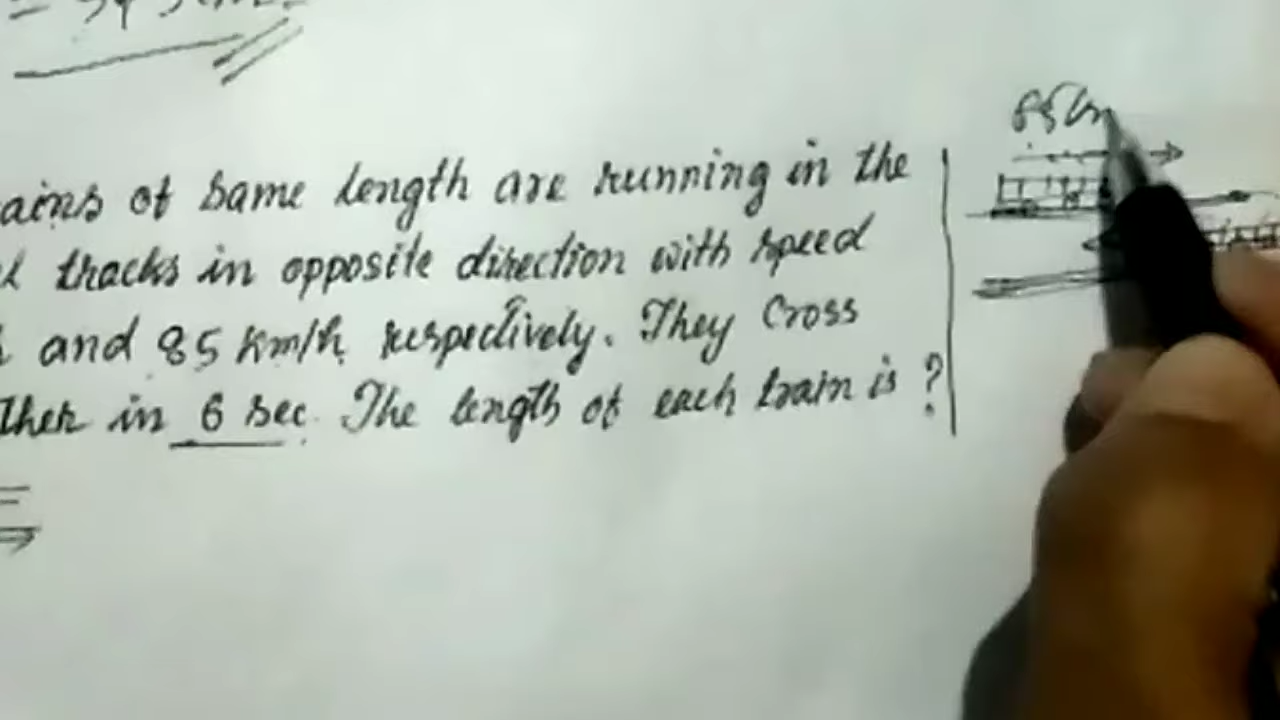 ains of same length are running in the
tracks in opposite direction with speed
and 85 km/h respectively. They Cross
ther in 6 sec. The length of each train is ?
85 km